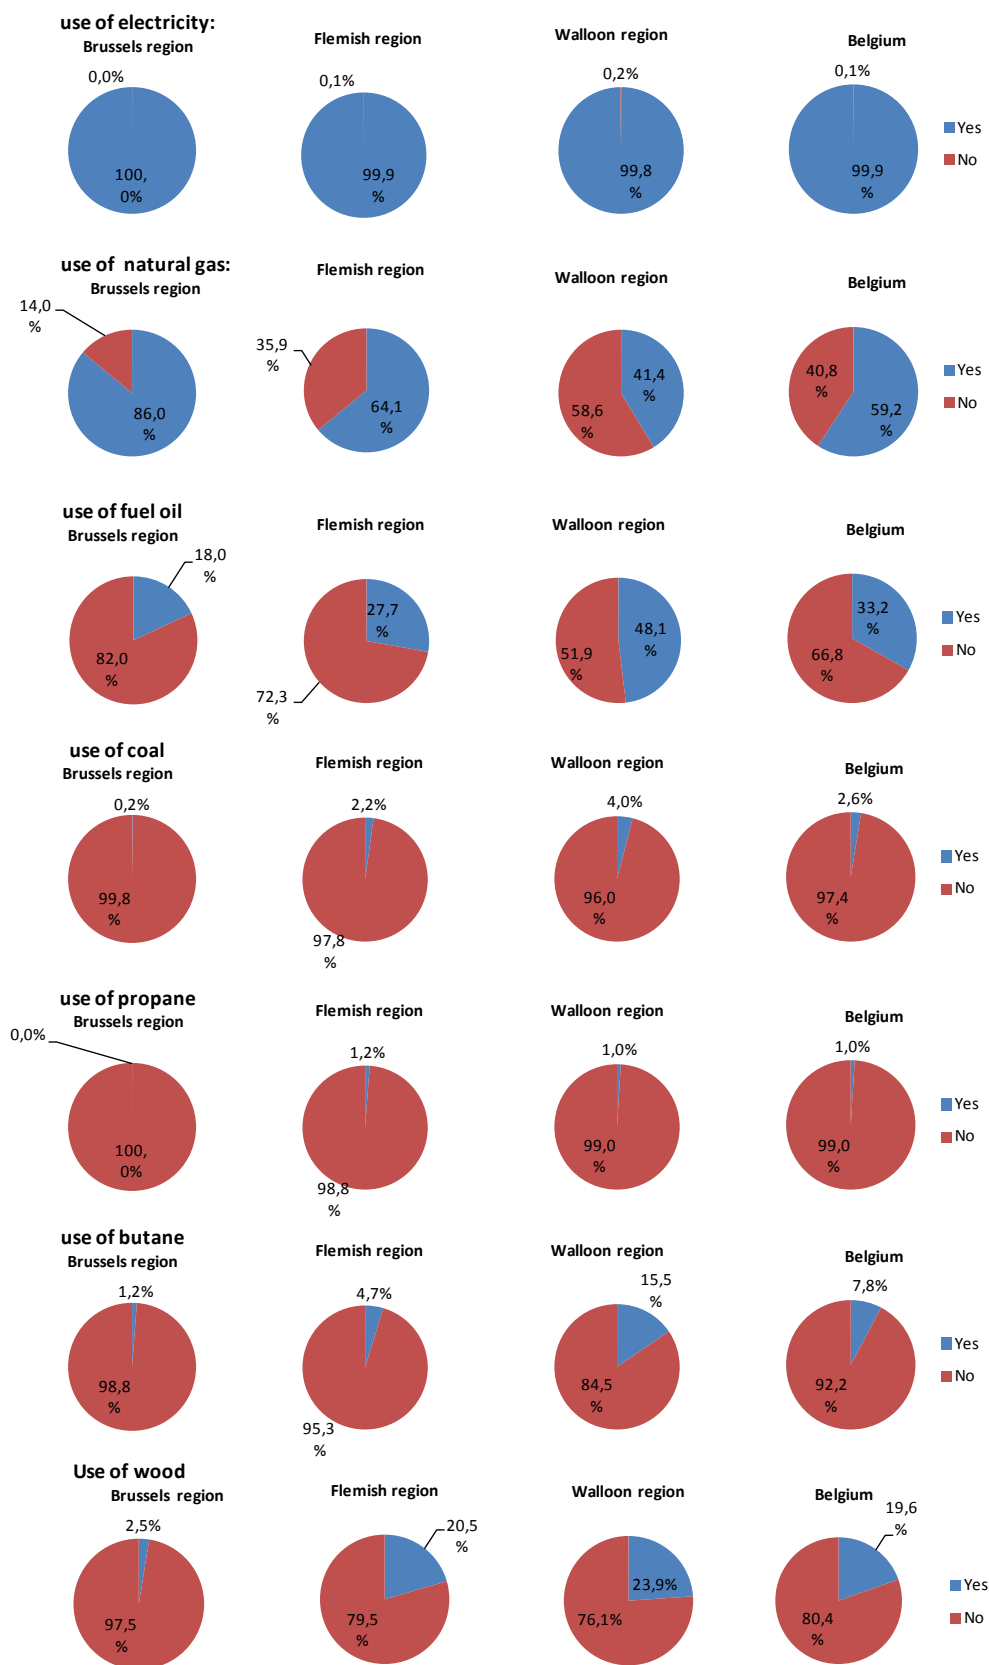 use of electricity:
Brussels region
Flemish region
Walloon region
Belgium
0,0%
0,1%
0,2%
0,1%
100,
0%
99,9
%
99,8
%
99,9
%
Yes
No
use of  natural gas:
Brussels region
Flemish region
Walloon region
Belgium
14,0
%
86,0
%
35,9
%
64,1
%
41,4
%
58,6
%
40,8
%
59,2
%
Yes
No
use of fuel oil
Brussels region
Flemish region
Walloon region
Belgium
18,0
%
82,0
%
27,7
%
72,3
%
48,1
%
51,9
%
33,2
%
66,8
%
Yes
No
use of coal
Brussels region
Flemish region
Walloon region
Belgium
0,2%
2,2%
4,0%
2,6%
99,8
%
97,8
%
96,0
%
97,4
%
Yes
No
use of propane
Brussels region
Flemish region
Walloon region
Belgium
0,0%
1,2%
1,0%
1,0%
100,
0%
98,8
%
99,0
%
99,0
%
Yes
No
use of butane
Brussels region
Flemish region
Walloon region
Belgium
1,2%
4,7%
15,5
%
7,8%
98,8
%
95,3
%
84,5
%
92,2
%
Yes
No
Use of wood
Brussels region
Flemish region
Walloon region
Belgium
2,5%
97,5
%
20,5
%
79,5
%
23,9%
76,1%
19,6
%
80,4
%
Yes
No